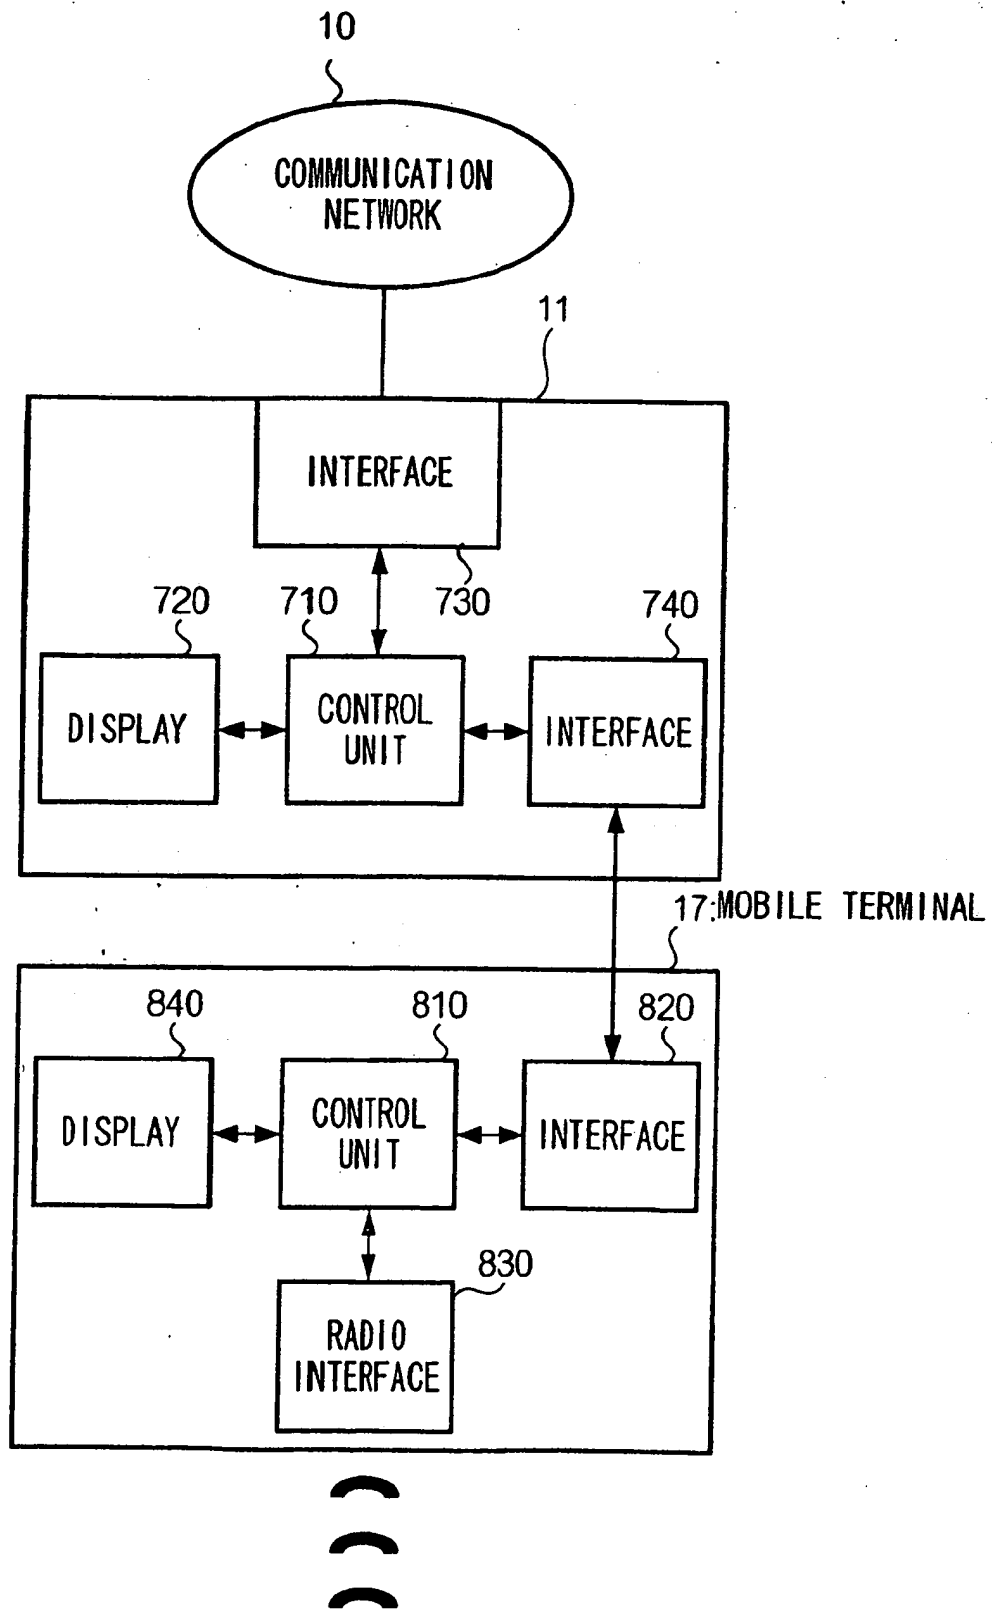 10
COMMUNICATION
NETWORK
11
INTERFACE
720
710
730
740
DISPLAY
CONTROL
UNIT
INTERFACE
17:MOBILE TERMINAL
840
810
820
DISPLAY
CONTROL
UNIT
INTERFACE
830
RADIO
INTERFACE